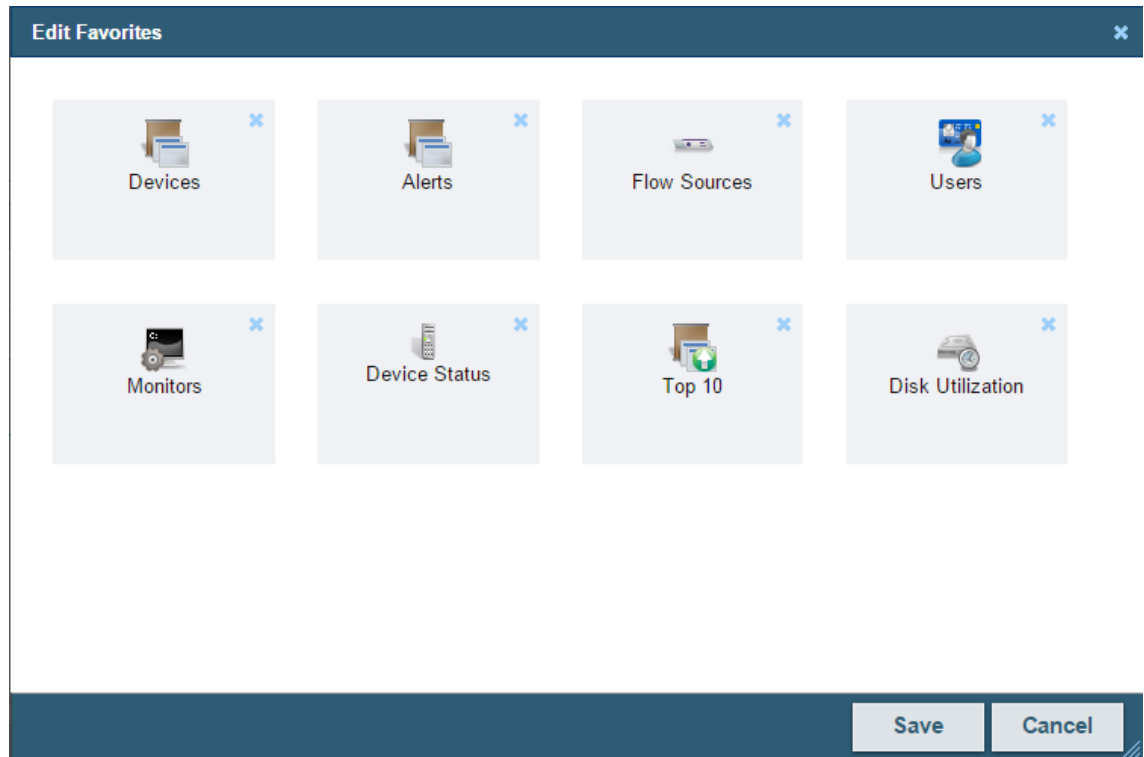 Edit Favorites
Devices
Alerts
Flow Sources
Users
C:
Monitors
Device Status
Top 10
Disk Utilization
Save
Cancel